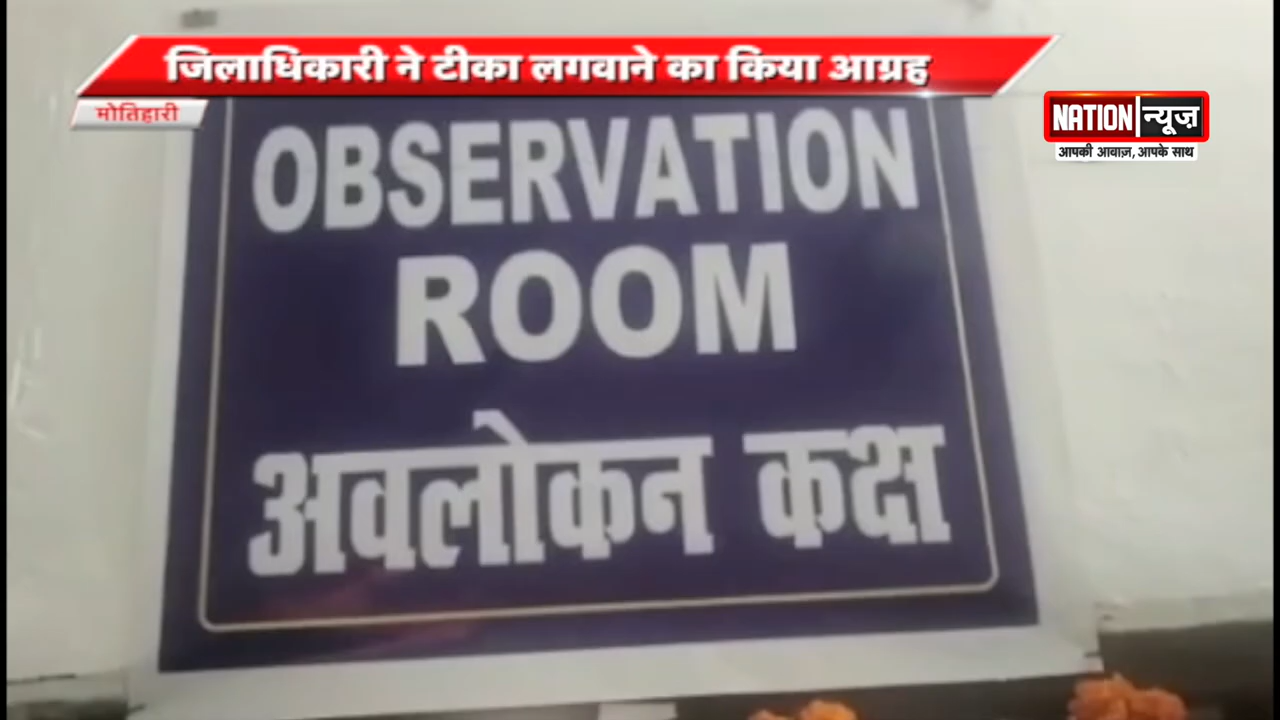 जिलाधिकारी ने टीका लगवाने का किया आग्रह
मोतिहारी
NATION न्यूज़
आपकी आवाज़, आपके साथ
OBSERVATION
ROOM
अवलोकन कक्ष